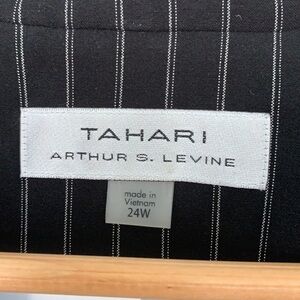 TAHARI
ARTHUR S. LEVINE
made in
Vietnam
24W